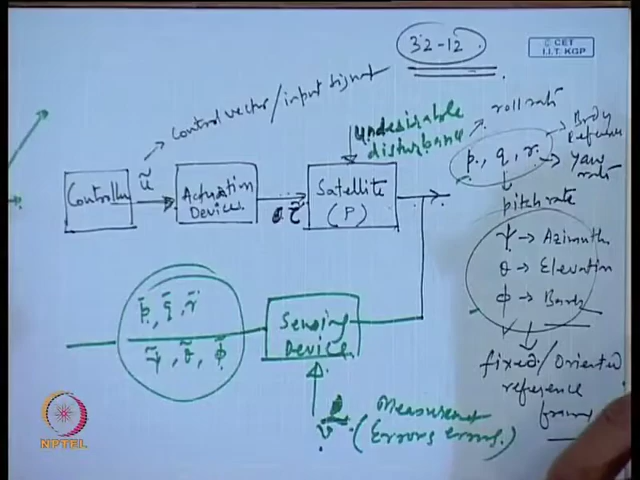 32-12
© CET
I.I.T. KGP
control vector/input signal
ũ
undesirable
disturbance
roll rate
p, q, r.
Body
Reference
yaw
rate
pitch rate
Controller
Actuation
Device
τ̃
Satellite
(P)
ψ → Azimuth
θ → Elevation
φ → Bank
fixed/Oriented
reference
frame
p̃, q̃, r̃
ψ̃, θ̃, φ̃
Sensing
Device
Measurement
(Errors errors.)
NPTEL